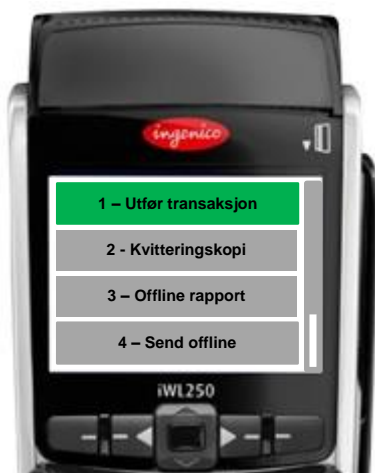 ingenico
1 – Utfør transaksjon
2 - Kvitteringskopi
3 – Offline rapport
4 – Send offline
iWL250